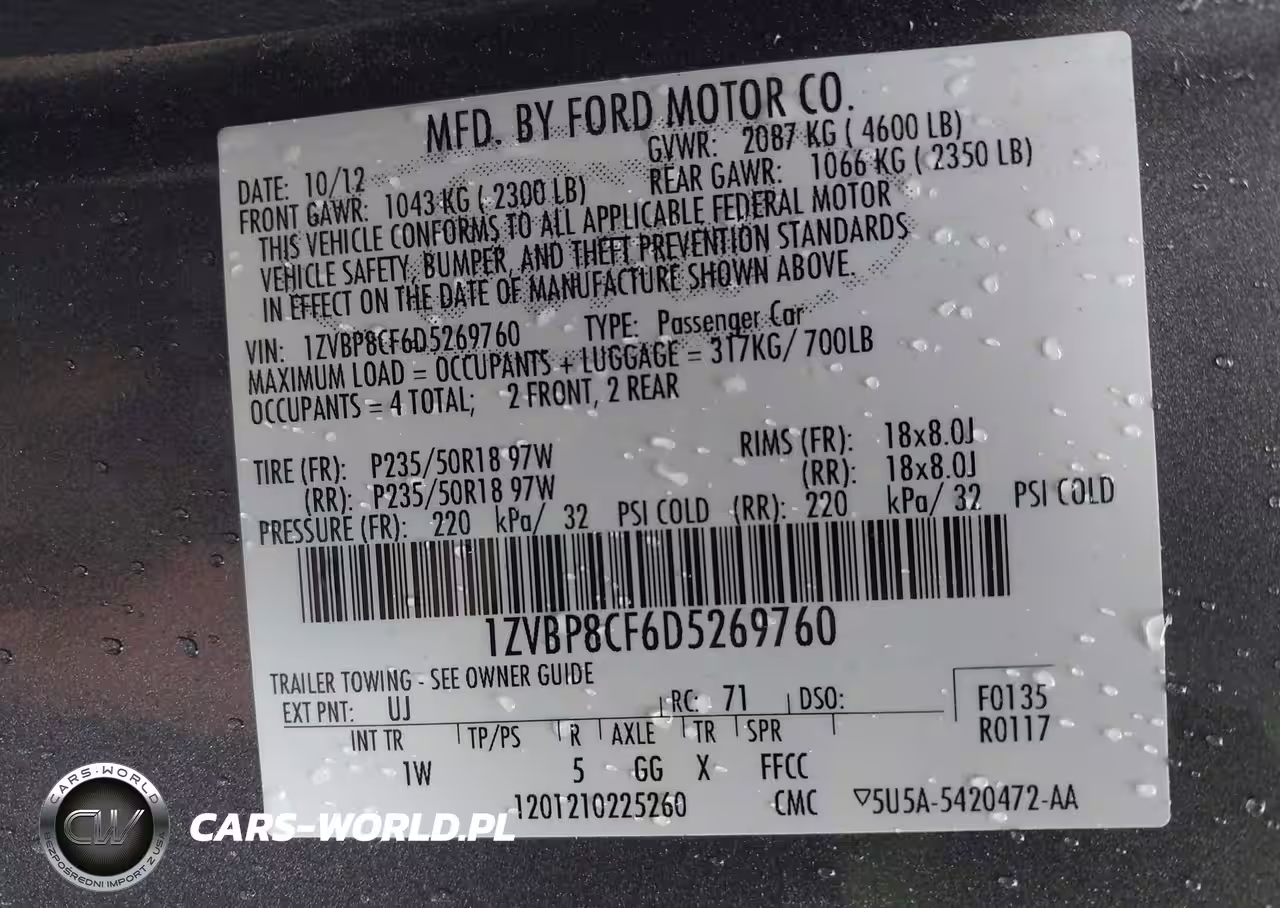 MFD. BY FORD MOTOR CO.
DATE: 10/12 GVWR: 2087 KG ( 4600 LB)
FRONT GAWR: 1043 KG ( 2300 LB) REAR GAWR: 1066 KG ( 2350 LB)
THIS VEHICLE CONFORMS TO ALL APPLICABLE FEDERAL MOTOR
VEHICLE SAFETY, BUMPER, AND THEFT PREVENTION STANDARDS
IN EFFECT ON THE DATE OF MANUFACTURE SHOWN ABOVE.
VIN: 1ZVBP8CF6D5269760 TYPE: Passenger Car
MAXIMUM LOAD = OCCUPANTS + LUGGAGE = 317KG/ 700LB
OCCUPANTS = 4 TOTAL; 2 FRONT, 2 REAR
TIRE (FR): P235/50R18 97W RIMS (FR): 18x8.0J
(RR): P235/50R18 97W (RR): 18x8.0J
PRESSURE (FR): 220 kPa/ 32 PSI COLD (RR): 220 kPa/ 32 PSI COLD
1ZVBP8CF6D5269760
TRAILER TOWING - SEE OWNER GUIDE
EXT PNT: UJ RC: 71 DSO: F0135
INT TR TP/PS R AXLE TR SPR R0117
1W 5 GG X FFCC
1201210225260 CMC ▽5U5A-5420472-AA
CARS-WORLD
CW
BEZPOŚREDNI IMPORT Z USA
CARS-WORLD.PL